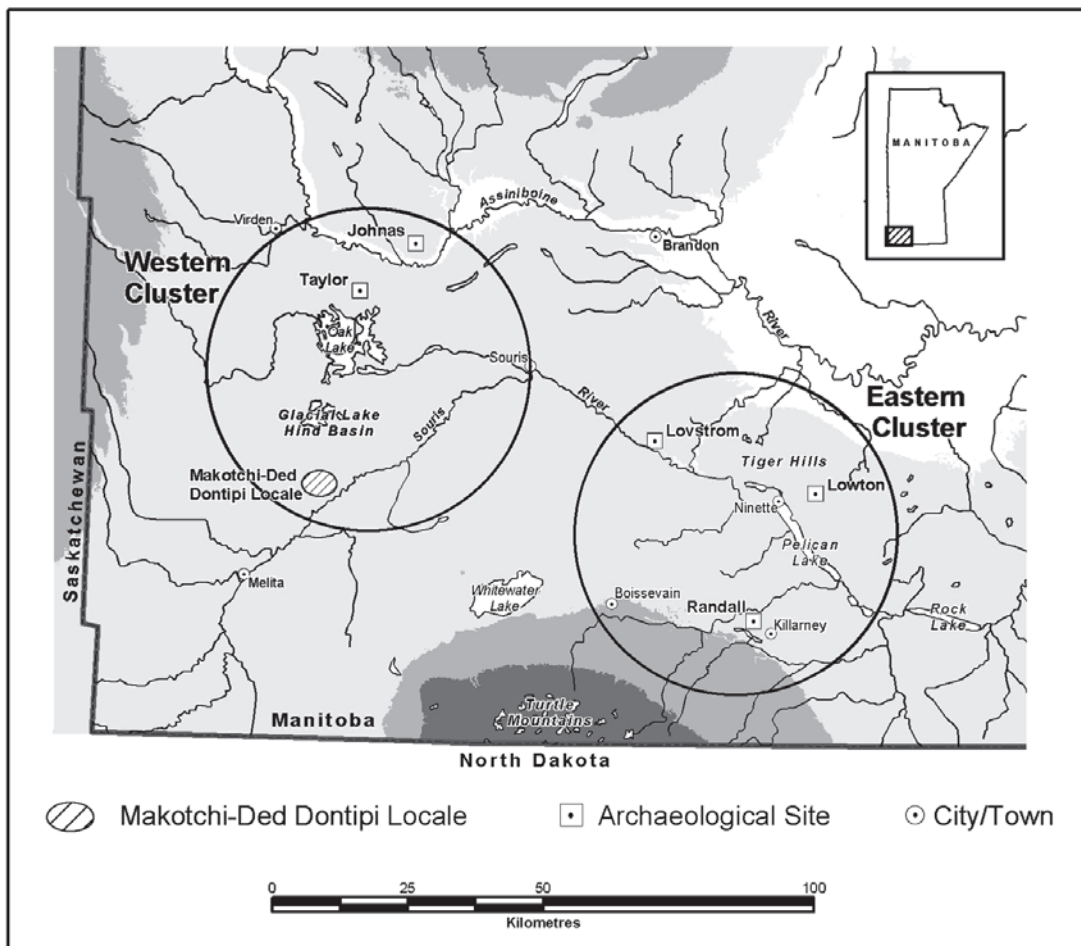 MANITOBA
Assiniboine
River
Virden
Johnas
Brandon
Western
Cluster
Taylor
Oak
Lake
Souris
River
Eastern
Cluster
Glacial Lake
Hind Basin
Souris
Lovstrom
Tiger Hills
Makotchi-Ded
Dontipi Locale
Lowton
Ninette
Pelican
Lake
Saskatchewan
Melita
Whitewater
Lake
Boissevain
Randall
Killarney
Rock
Lake
Turtle
Mountains
Manitoba
North Dakota
Makotchi-Ded Dontipi Locale
Archaeological Site
City/Town
0 25 50 100
Kilometres